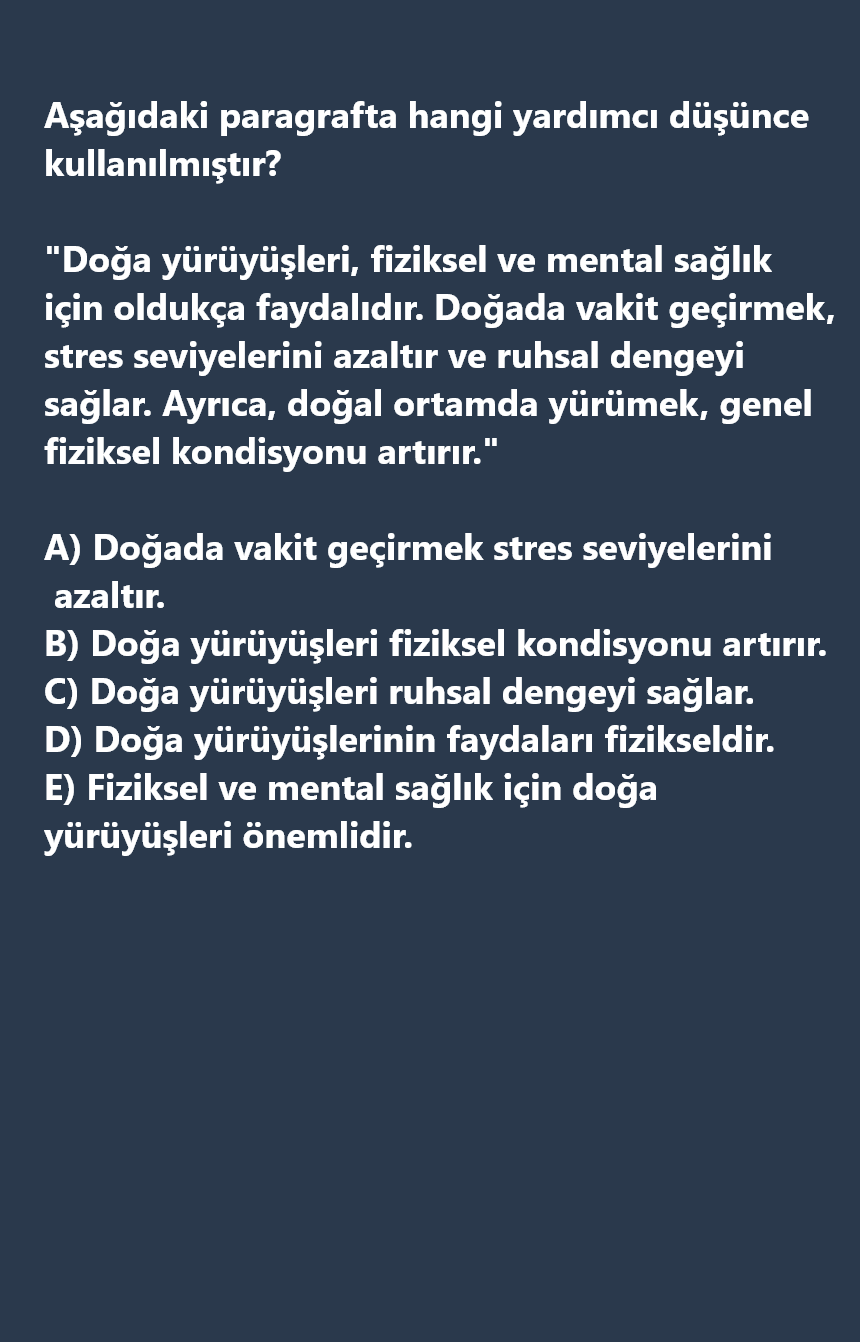 Aşağıdaki paragrafta hangi yardımcı düşünce
kullanılmıştır?
"Doğa yürüyüşleri, fiziksel ve mental sağlık
için oldukça faydalıdır. Doğada vakit geçirmek,
stres seviyelerini azaltır ve ruhsal dengeyi
sağlar. Ayrıca, doğal ortamda yürümek, genel
fiziksel kondisyonu artırır."
A) Doğada vakit geçirmek stres seviyelerini
azaltır.
B) Doğa yürüyüşleri fiziksel kondisyonu artırır.
C) Doğa yürüyüşleri ruhsal dengeyi sağlar.
D) Doğa yürüyüşlerinin faydaları fizikseldir.
E) Fiziksel ve mental sağlık için doğa
yürüyüşleri önemlidir.